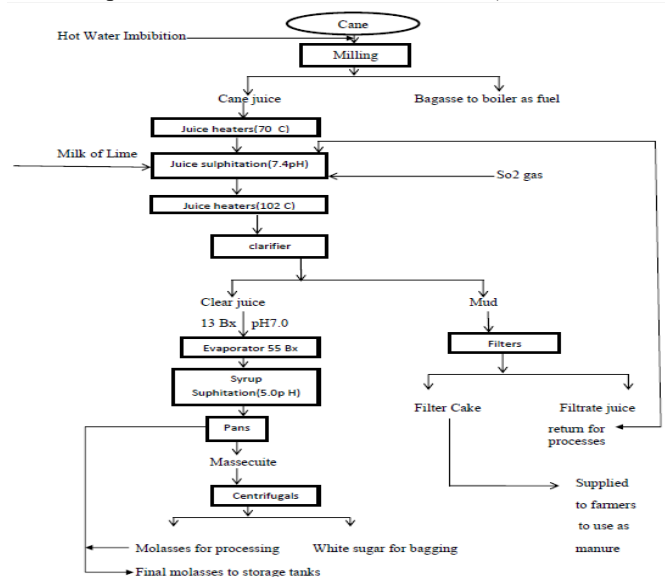 Cane
Hot Water Imbibition
Milling
Cane juice
Bagasse to boiler as fuel
Juice heaters(70 C)
Milk of Lime
Juice sulphitation(7.4pH)
So2 gas
Juice heaters(102 C)
clarifier
Clear juice
Mud
13 Bx
pH7.0
Evaporator 55 Bx
Filters
Syrup
Suphitation(5.0p H)
Filter Cake
Filtrate juice
Pans
return for
processes
Massecuite
Centrifugals
Supplied
to farmers
to use as
manure
Molasses for processing
White sugar for bagging
Final molasses to storage tanks